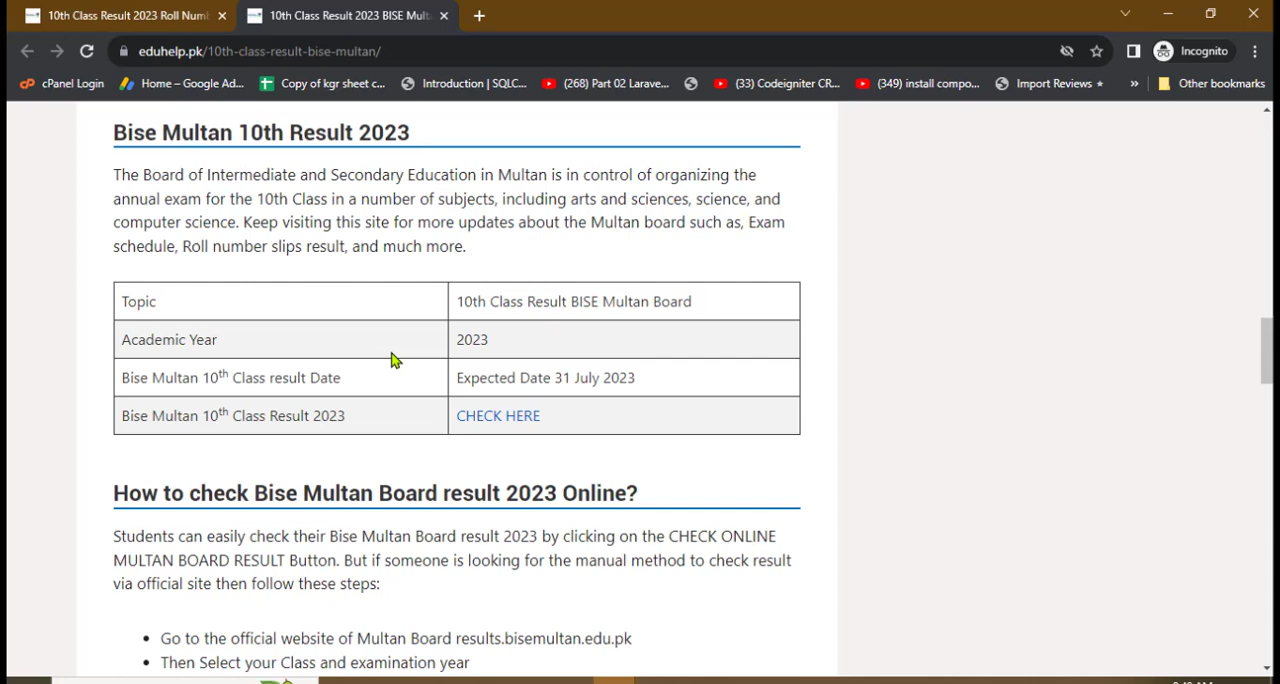 10th Class Result 2023 Roll Num
10th Class Result 2023 BISE Mult
eduhelp.pk/10th-class-result-bise-multan/
Incognito
cPanel Login
Home – Google Ad...
Copy of kgr sheet c...
Introduction | SQLC...
(268) Part 02 Larave...
(33) Codeigniter CR...
(349) install compo...
Import Reviews ★
»
Other bookmarks
Bise Multan 10th Result 2023
The Board of Intermediate and Secondary Education in Multan is in control of organizing the
annual exam for the 10th Class in a number of subjects, including arts and sciences, science, and
computer science. Keep visiting this site for more updates about the Multan board such as, Exam
schedule, Roll number slips result, and much more.
Topic 10th Class Result BISE Multan Board
Academic Year 2023
Bise Multan 10th Class result Date Expected Date 31 July 2023
Bise Multan 10th Class Result 2023 CHECK HERE
How to check Bise Multan Board result 2023 Online?
Students can easily check their Bise Multan Board result 2023 by clicking on the CHECK ONLINE
MULTAN BOARD RESULT Button. But if someone is looking for the manual method to check result
via official site then follow these steps:
• Go to the official website of Multan Board results.bisemultan.edu.pk
• Then Select your Class and examination year